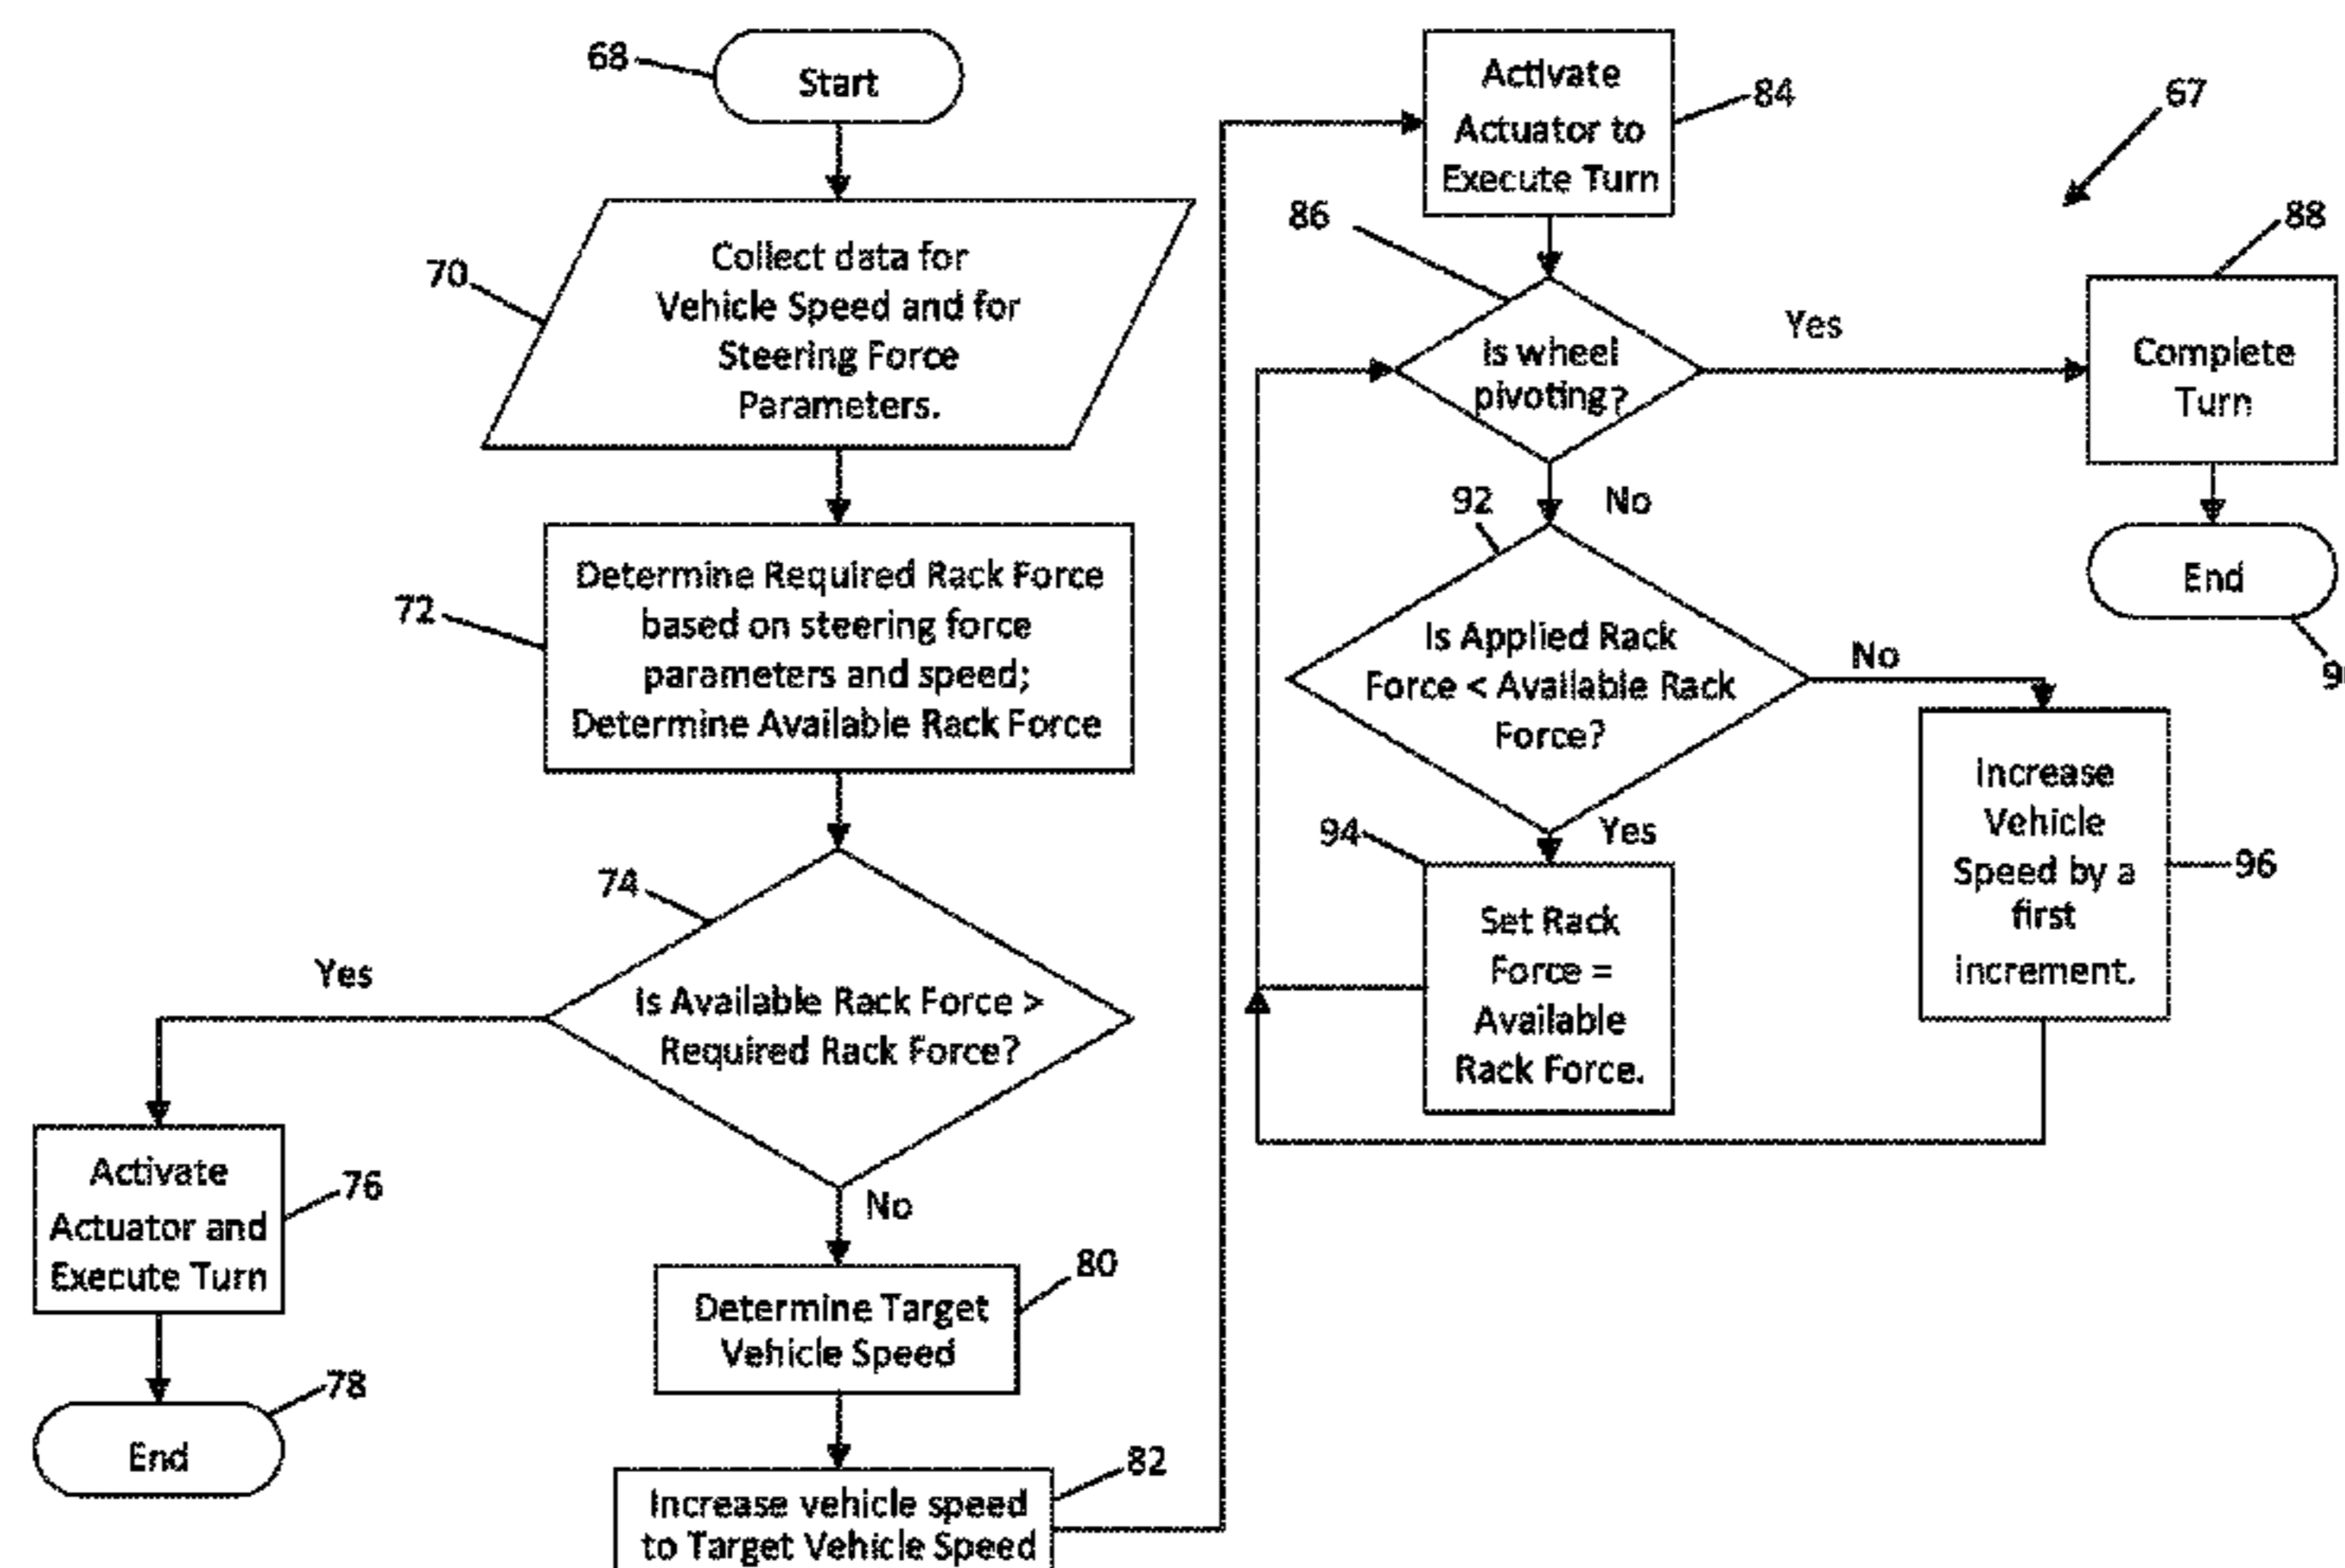 68
Start
70
Collect data for
Vehicle Speed and for
Steering Force
Parameters.
72
Determine Required Rack Force
based on steering force
parameters and speed;
Determine Available Rack Force
74
Is Available Rack Force >
Required Rack Force?
Yes
Activate
Actuator and
Execute Turn
76
End
78
No
Determine Target
Vehicle Speed
80
Increase vehicle speed
to Target Vehicle Speed
82
Activate
Actuator to
Execute Turn
84
67
86
Is wheel
pivoting?
Yes
88
Complete
Turn
End
No
92
Is Applied Rack
Force < Available Rack
Force?
No
Yes
94
Set Rack
Force =
Available
Rack Force.
Increase
Vehicle
Speed by a
first
increment.
96